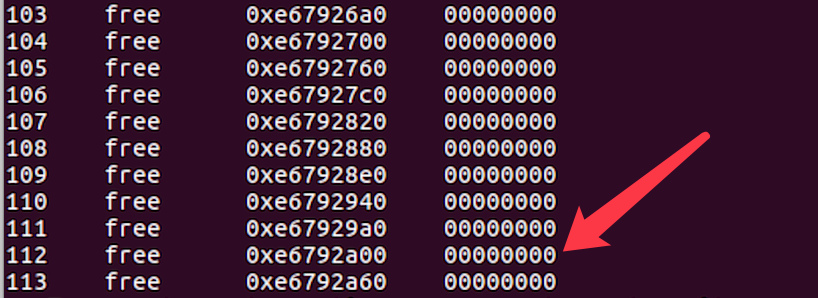 103 free 0xe67926a0 00000000
104 free 0xe6792700 00000000
105 free 0xe6792760 00000000
106 free 0xe67927c0 00000000
107 free 0xe6792820 00000000
108 free 0xe6792880 00000000
109 free 0xe67928e0 00000000
110 free 0xe6792940 00000000
111 free 0xe67929a0 00000000
112 free 0xe6792a00 00000000
113 free 0xe6792a60 00000000